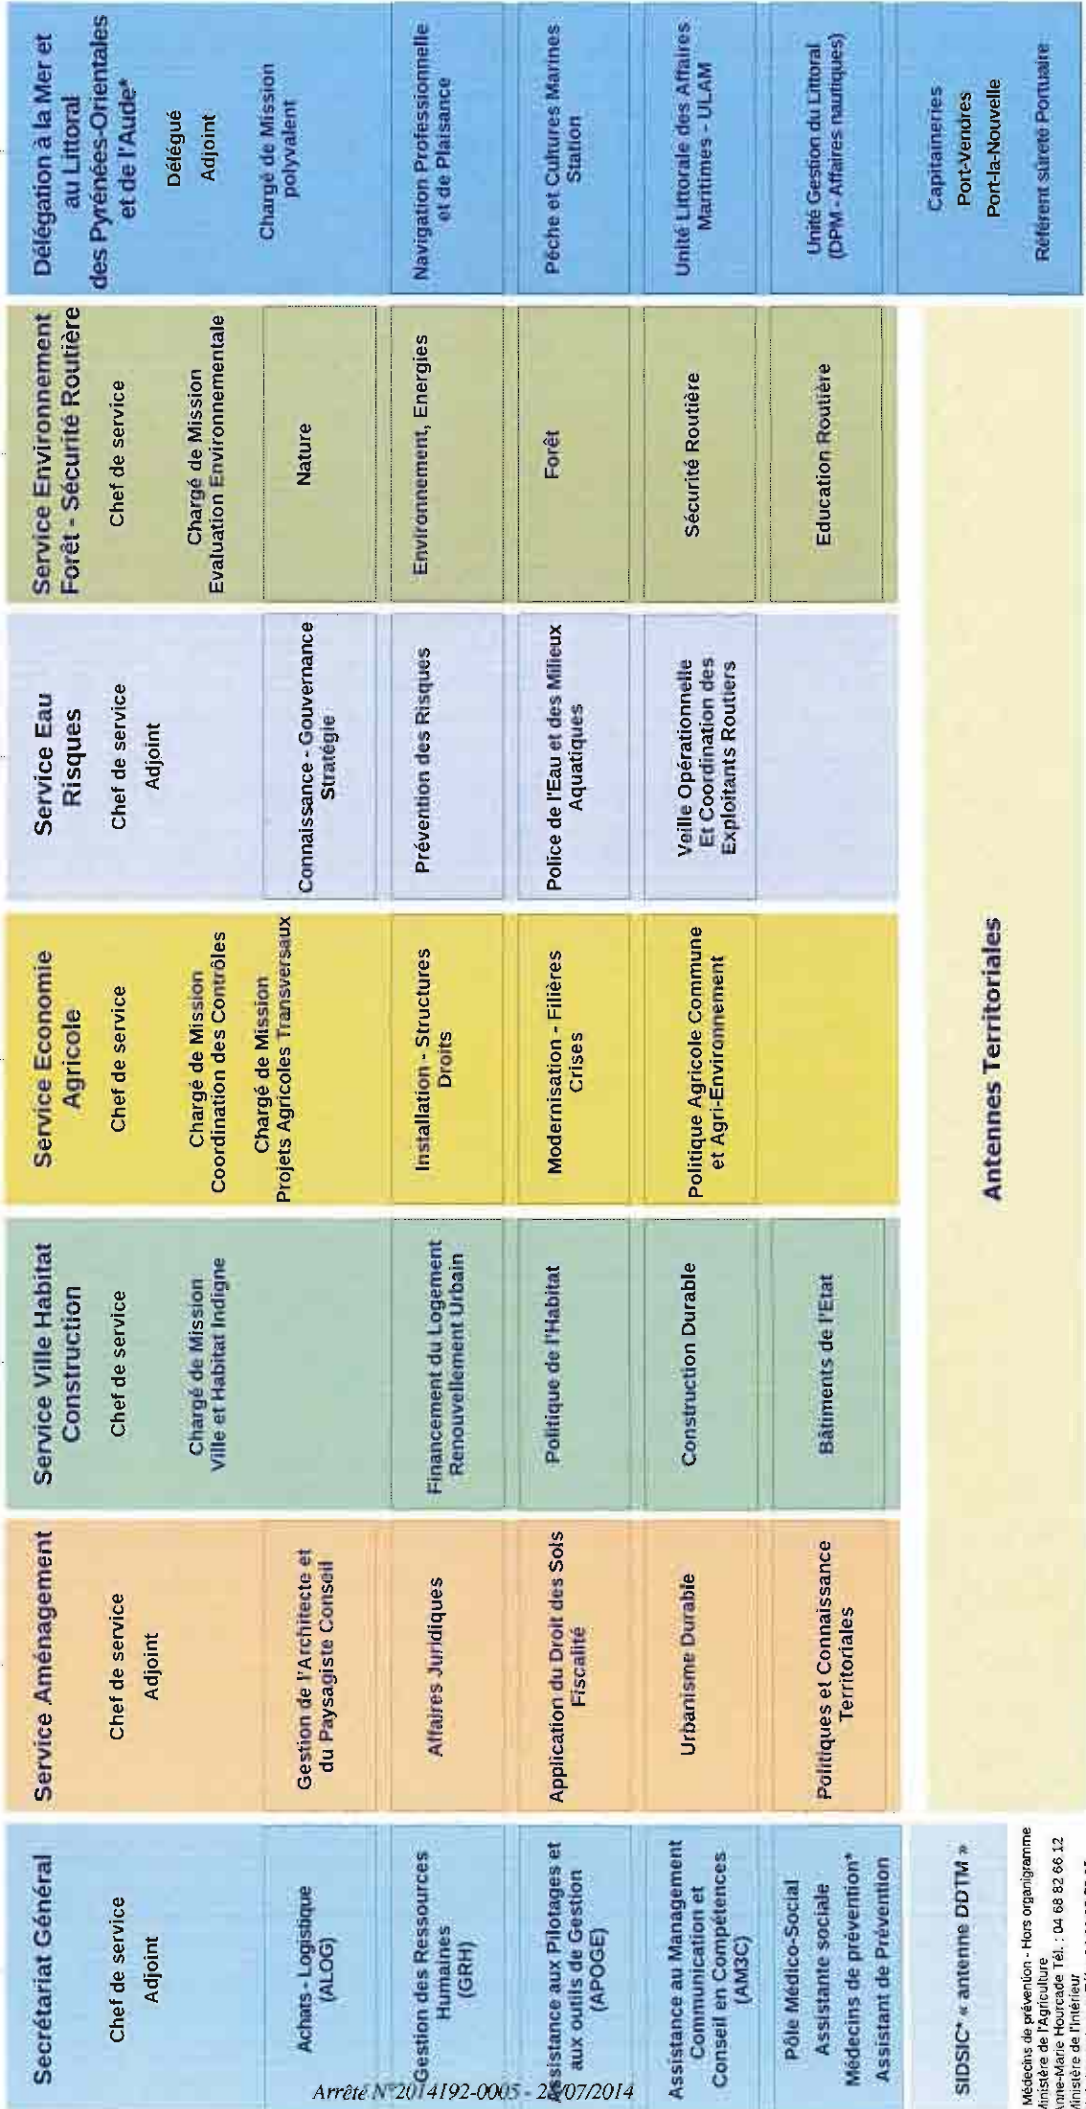 Secrétariat Général
Chef de service
Adjoint
Achats - Logistique
(ALOG)
Gestion des Ressources
Humaines
(GRH)
Assistance aux Pilotages et
aux outils de Gestion
(APOGE)
Assistance au Management
Communication et
Conseil en Compétences
(AM3C)
Pôle Médico-Social
Assistante sociale
Médecins de prévention*
Assistant de Prévention
SIDSIC* « antenne DDTM »
Médecins de prévention - Hors organigramme
Ministère de l'Agriculture
Anne-Marie Hourcade Tél. : 04 68 82 66 12
Ministère de l'Intérieur
Service Aménagement
Chef de service
Adjoint
Gestion de l'Architecte et
du Paysagiste Conseil
Affaires Juridiques
Application du Droit des Sols
Fiscalité
Urbanisme Durable
Politiques et Connaissance
Territoriales
Service Ville Habitat
Construction
Chef de service
Chargé de Mission
Ville et Habitat Indigne
Financement du Logement
Renouvellement Urbain
Politique de l'Habitat
Construction Durable
Bâtiments de l'Etat
Service Economie
Agricole
Chef de service
Chargé de Mission
Coordination des Contrôles
Chargé de Mission
Projets Agricoles Transversaux
Installation - Structures
Droits
Modernisation - Filières
Crises
Politique Agricole Commune
et Agri-Environnement
Service Eau
Risques
Chef de service
Adjoint
Connaissance - Gouvernance
Stratégie
Prévention des Risques
Police de l'Eau et des Milieux
Aquatiques
Veille Opérationnelle
Et Coordination des
Exploitants Routiers
Service Environnement
Forêt - Sécurité Routière
Chef de service
Chargé de Mission
Evaluation Environnementale
Nature
Environnement, Energies
Forêt
Sécurité Routière
Education Routière
Antennes Territoriales
Délégation à la Mer et
au Littoral
des Pyrénées-Orientales
et de l'Aude*
Délégué
Adjoint
Chargé de Mission
polyvalent
Navigation Professionnelle
et de Plaisance
Pêche et Cultures Marines
Station
Unité Littorale des Affaires
Maritimes - ULAM
Unité Gestion du Littoral
(DPM - Affaires nautiques)
Capitaineries
Port-Vendres
Port-la-Nouvelle
Référent sûreté Portuaire
Arrêté N°2014192-0005 - 2/07/2014